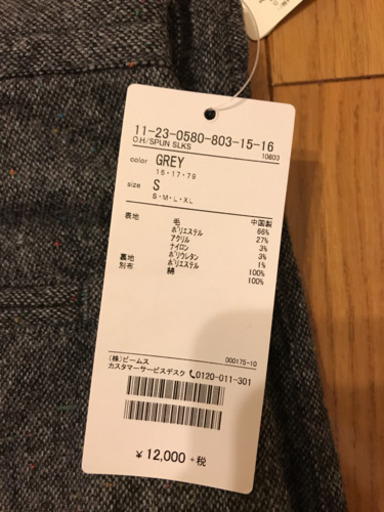 11-23-0580-803-15-16
O.H/SPUN SLKS 10603
color GREY
15・17・79
size S
S・M・L・XL
中国製
表地 毛 66%
ポリエステル 27%
アクリル 3%
ナイロン 3%
ポリウレタン 1%
裏地 ポリエステル 100%
別布 綿 100%
000175-10
(株)ビームス
カスタマーサービスデスク 0120-011-301
¥ 12,000 +税